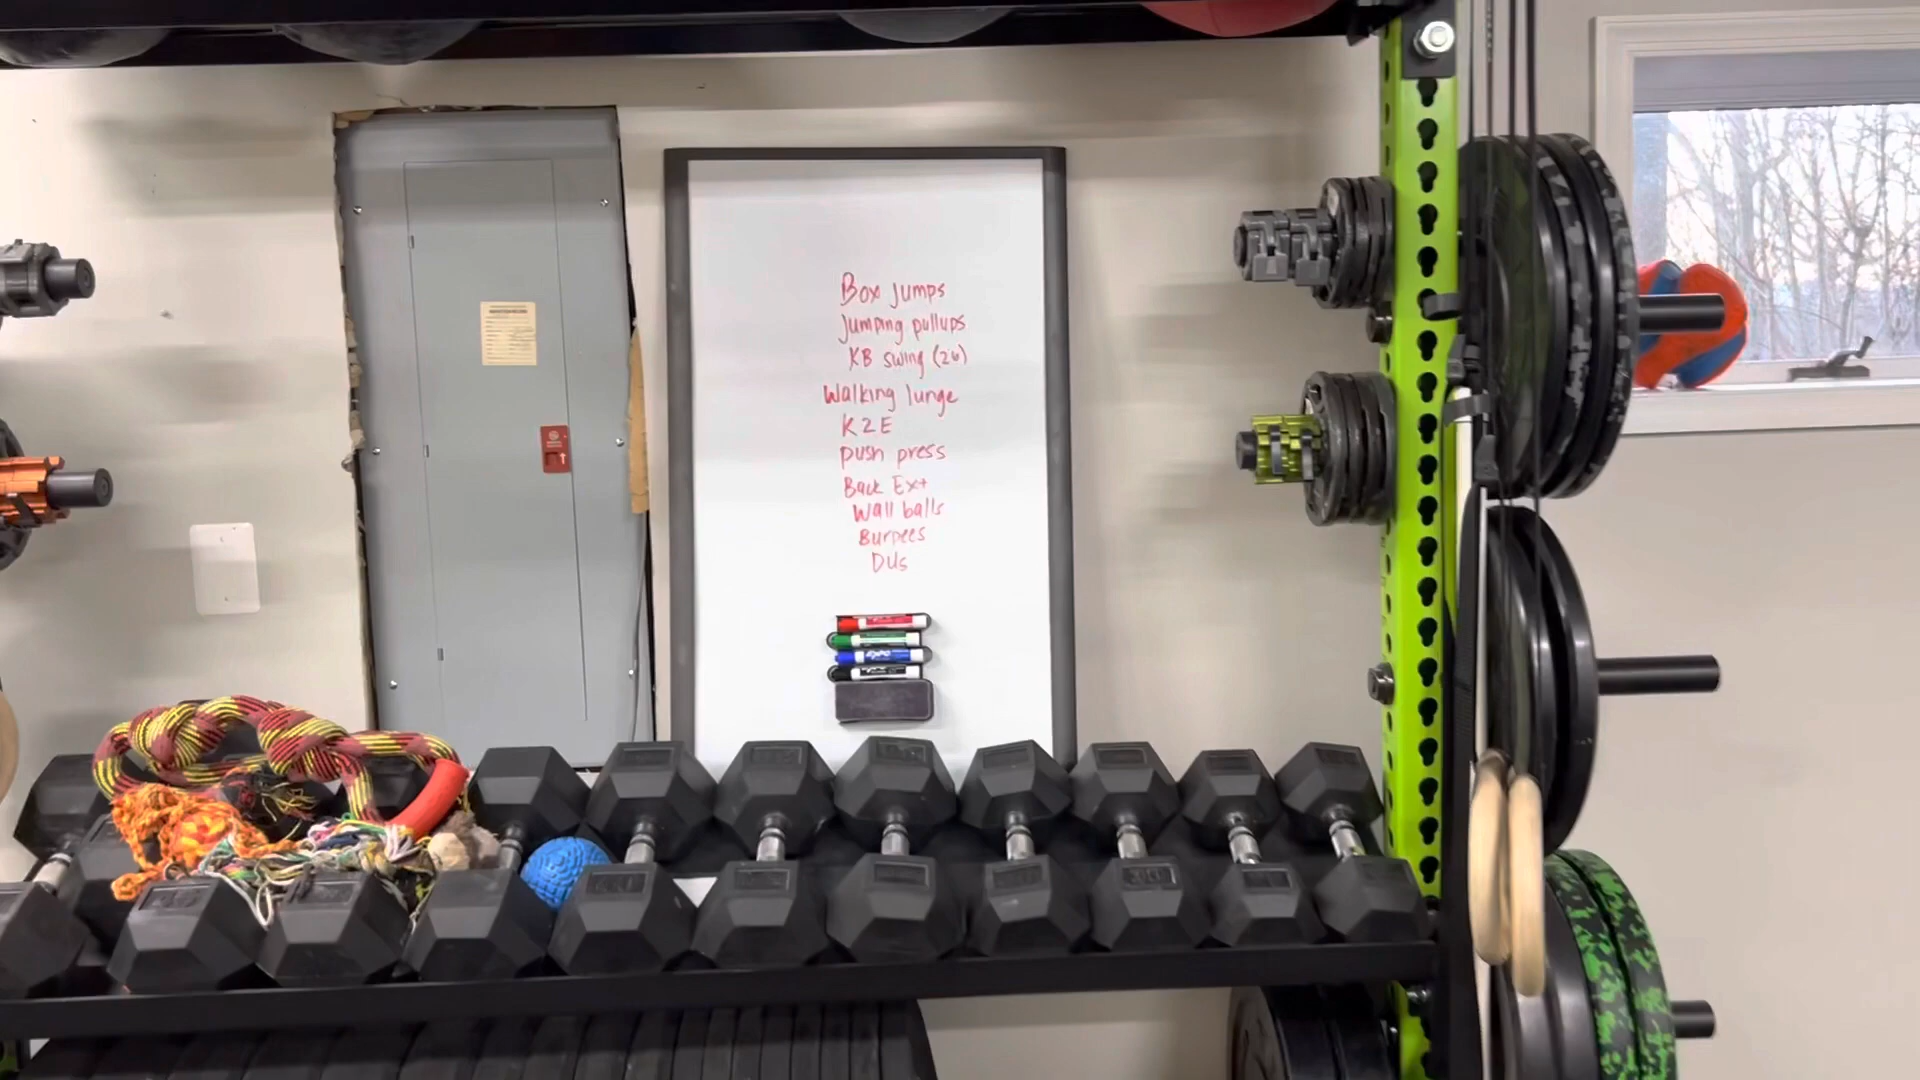 Box jumps
Jumping pullups
KB swing (26)
Walking lunge
K2E
push press
Back Ext
Wall balls
Burpees
DUs